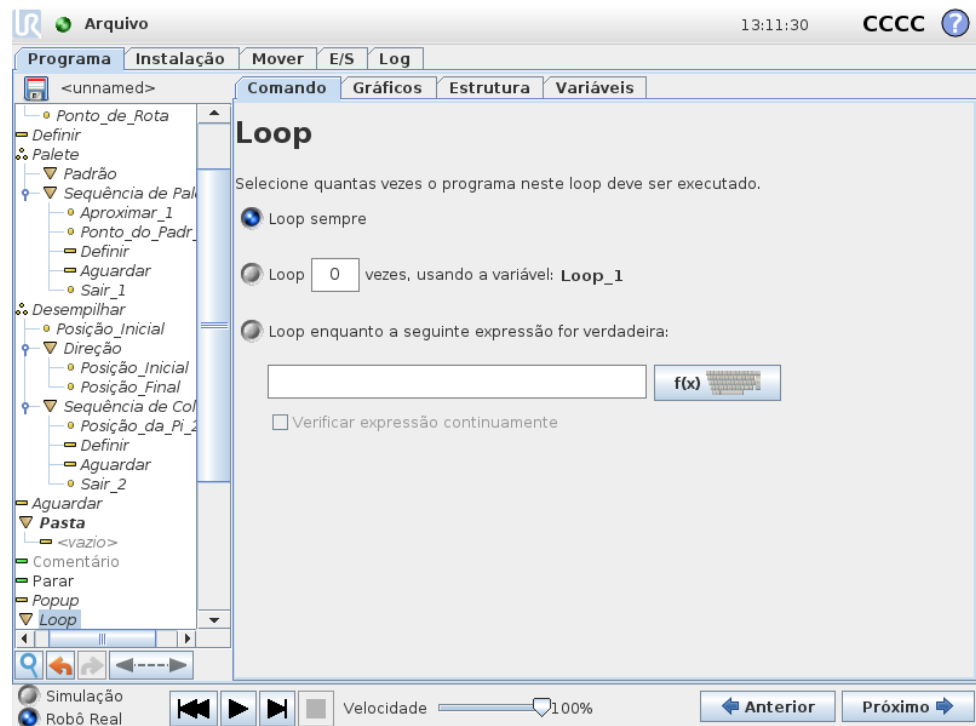 UR Arquivo 13:11:30 CCCC ?
Programa Instalação Mover E/S Log
<unnamed>
Comando Gráficos Estrutura Variáveis
Ponto_de_Rota
Definir
Palete
Padrão
Sequência de Pal
Aproximar_1
Ponto_do_Padr_
Definir
Aguardar
Sair_1
Desempilhar
Posição_Inicial
Direção
Posição_Inicial
Posição_Final
Sequência de Col
Posição_da_Pi_2
Definir
Aguardar
Sair_2
Aguardar
Pasta
<vazio>
Comentário
Parar
Popup
Loop
Loop
Selecione quantas vezes o programa neste loop deve ser executado.
Loop sempre
Loop 0 vezes, usando a variável: Loop_1
Loop enquanto a seguinte expressão for verdadeira:
f(x)
Verificar expressão continuamente
Simulação
Robô Real
Velocidade 100%
Anterior Próximo